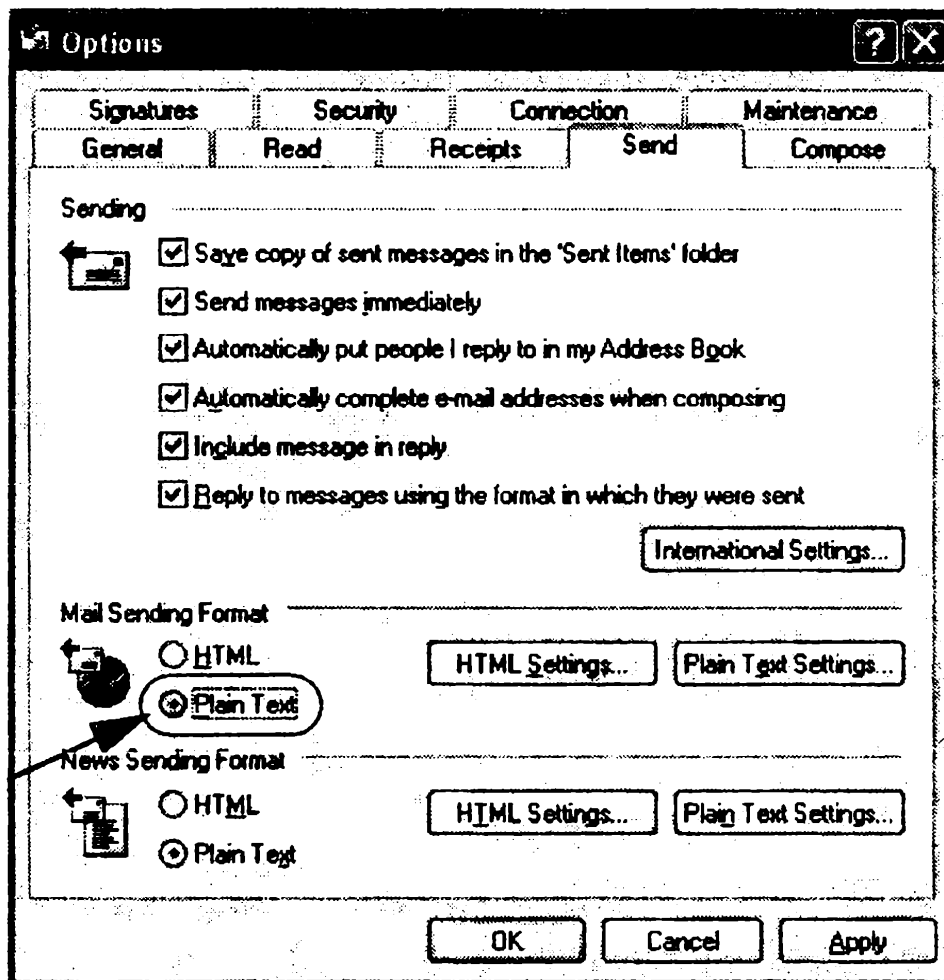 Options
Signatures Security Connection Maintenance
General Read Receipts Send Compose
Sending
Save copy of sent messages in the 'Sent Items' folder
Send messages immediately
Automatically put people I reply to in my Address Book
Automatically complete e-mail addresses when composing
Include message in reply
Reply to messages using the format in which they were sent
International Settings...
Mail Sending Format
HTML HTML Settings... Plain Text Settings...
Plain Text
News Sending Format
HTML HTML Settings... Plain Text Settings...
Plain Text
OK Cancel Apply